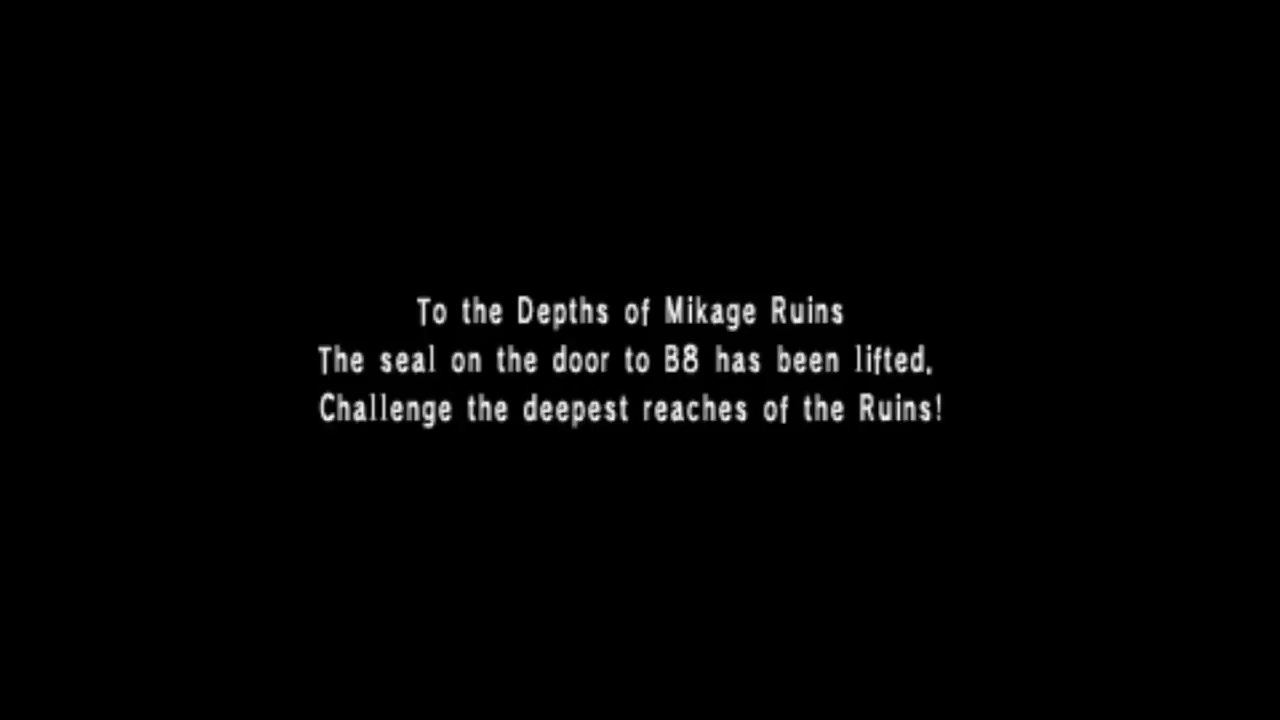 To the Depths of Mikage Ruins
The seal on the door to B8 has been lifted.
Challenge the deepest reaches of the Ruins!